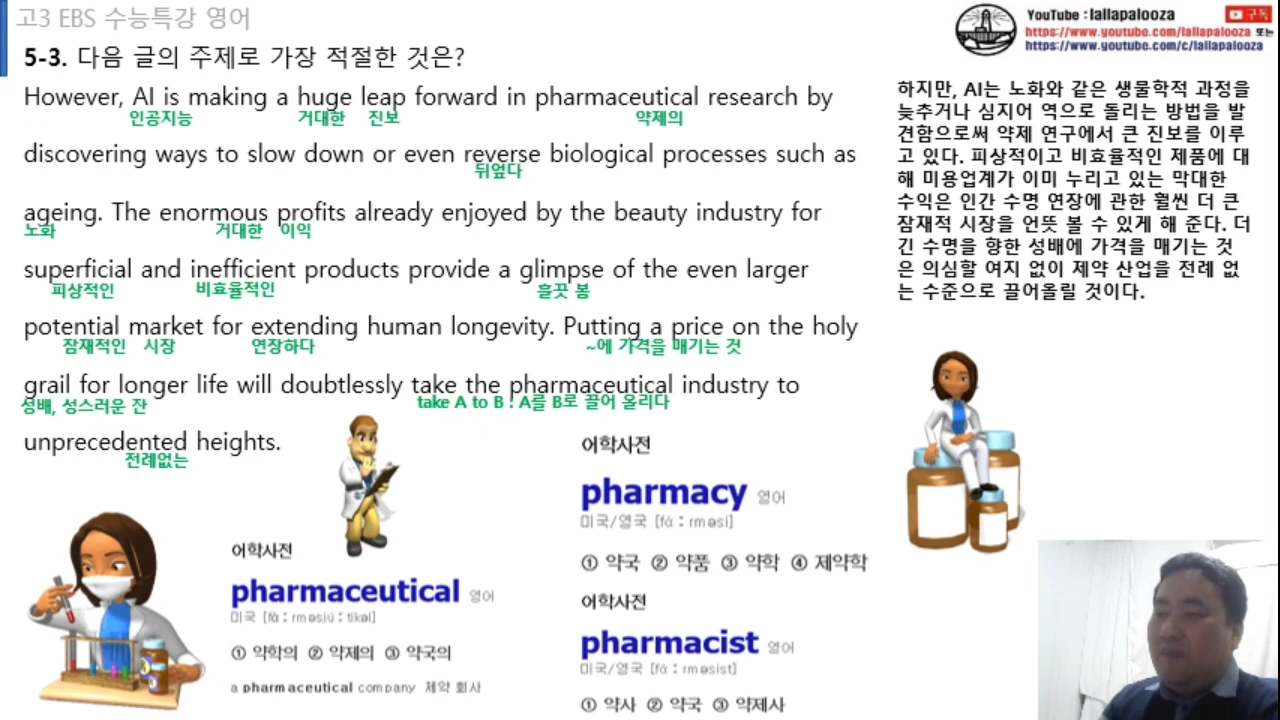 고3 EBS 수능특강 영어
YouTube : lallapalooza
구독
https://www.youtube.com/lallapalooza 또는
https://www.youtube.com/c/lallapalooza
5-3. 다음 글의 주제로 가장 적절한 것은?
However, AI is making a huge leap forward in pharmaceutical research by
인공지능 거대한 진보 약제의
discovering ways to slow down or even reverse biological processes such as
뒤엎다
ageing. The enormous profits already enjoyed by the beauty industry for
노화 거대한 이익
superficial and inefficient products provide a glimpse of the even larger
피상적인 비효율적인 흘끗 봄
potential market for extending human longevity. Putting a price on the holy
잠재적인 시장 연장하다 ~에 가격을 매기는 것
grail for longer life will doubtlessly take the pharmaceutical industry to
성배, 성스러운 잔 take A to B : A를 B로 끌어 올리다
unprecedented heights.
전례없는
하지만, AI는 노화와 같은 생물학적 과정을
늦추거나 심지어 역으로 돌리는 방법을 발
견함으로써 약제 연구에서 큰 진보를 이루
고 있다. 피상적이고 비효율적인 제품에 대
해 미용업계가 이미 누리고 있는 막대한
수익은 인간 수명 연장에 관한 훨씬 더 큰
잠재적 시장을 언뜻 볼 수 있게 해 준다. 더
긴 수명을 향한 성배에 가격을 매기는 것
은 의심할 여지 없이 제약 산업을 전례 없
는 수준으로 끌어올릴 것이다.
어학사전
pharmaceutical 영어
미국 [fὰːrməsúːtikəl]
① 약학의 ② 약제의 ③ 약국의
a pharmaceutical company 제약 회사
어학사전
pharmacy 영어
미국/영국 [fάːrməsi]
① 약국 ② 약품 ③ 약학 ④ 제약학
어학사전
pharmacist 영어
미국/영국 [fάːrməsist]
① 약사 ② 약국 ③ 약제사